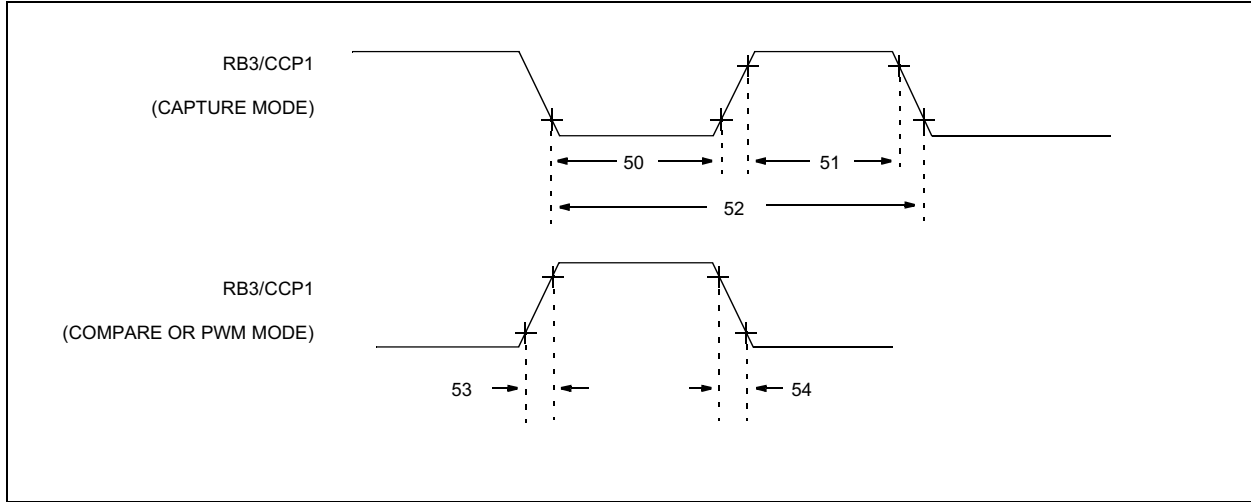 RB3/CCP1
(CAPTURE MODE)
50
51
52
RB3/CCP1
(COMPARE OR PWM MODE)
53
54